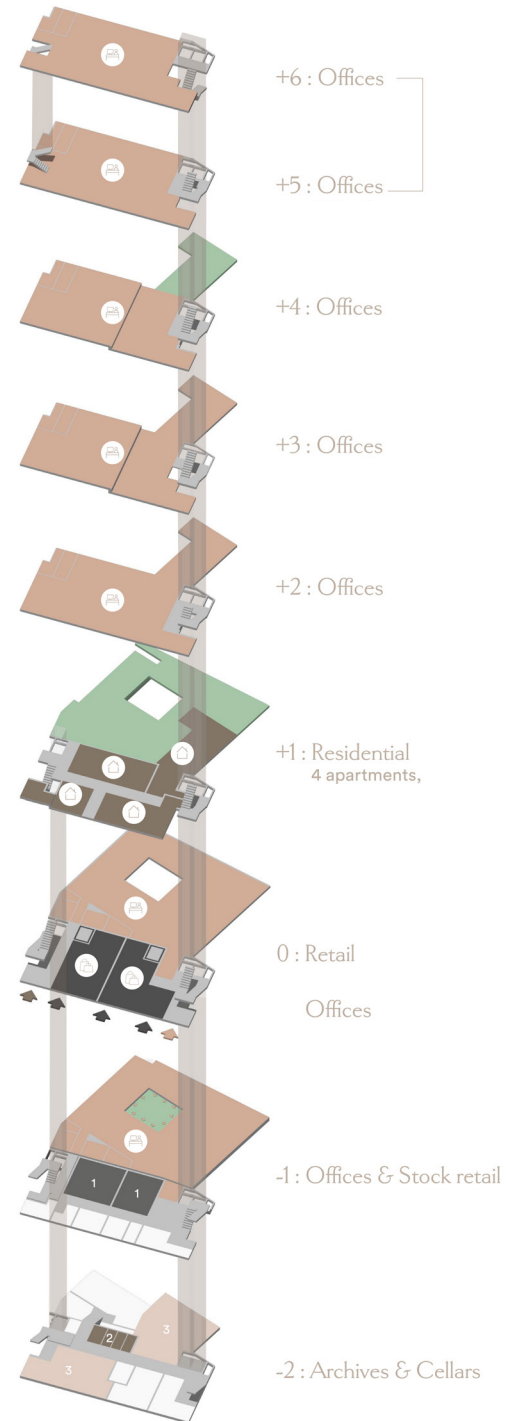 +6 : Offices
+5 : Offices
+4 : Offices
+3 : Offices
+2 : Offices
+1 : Residential
4 apartments,
0 : Retail
Offices
-1 : Offices & Stock retail
1 1
-2 : Archives & Cellars
2
3
3